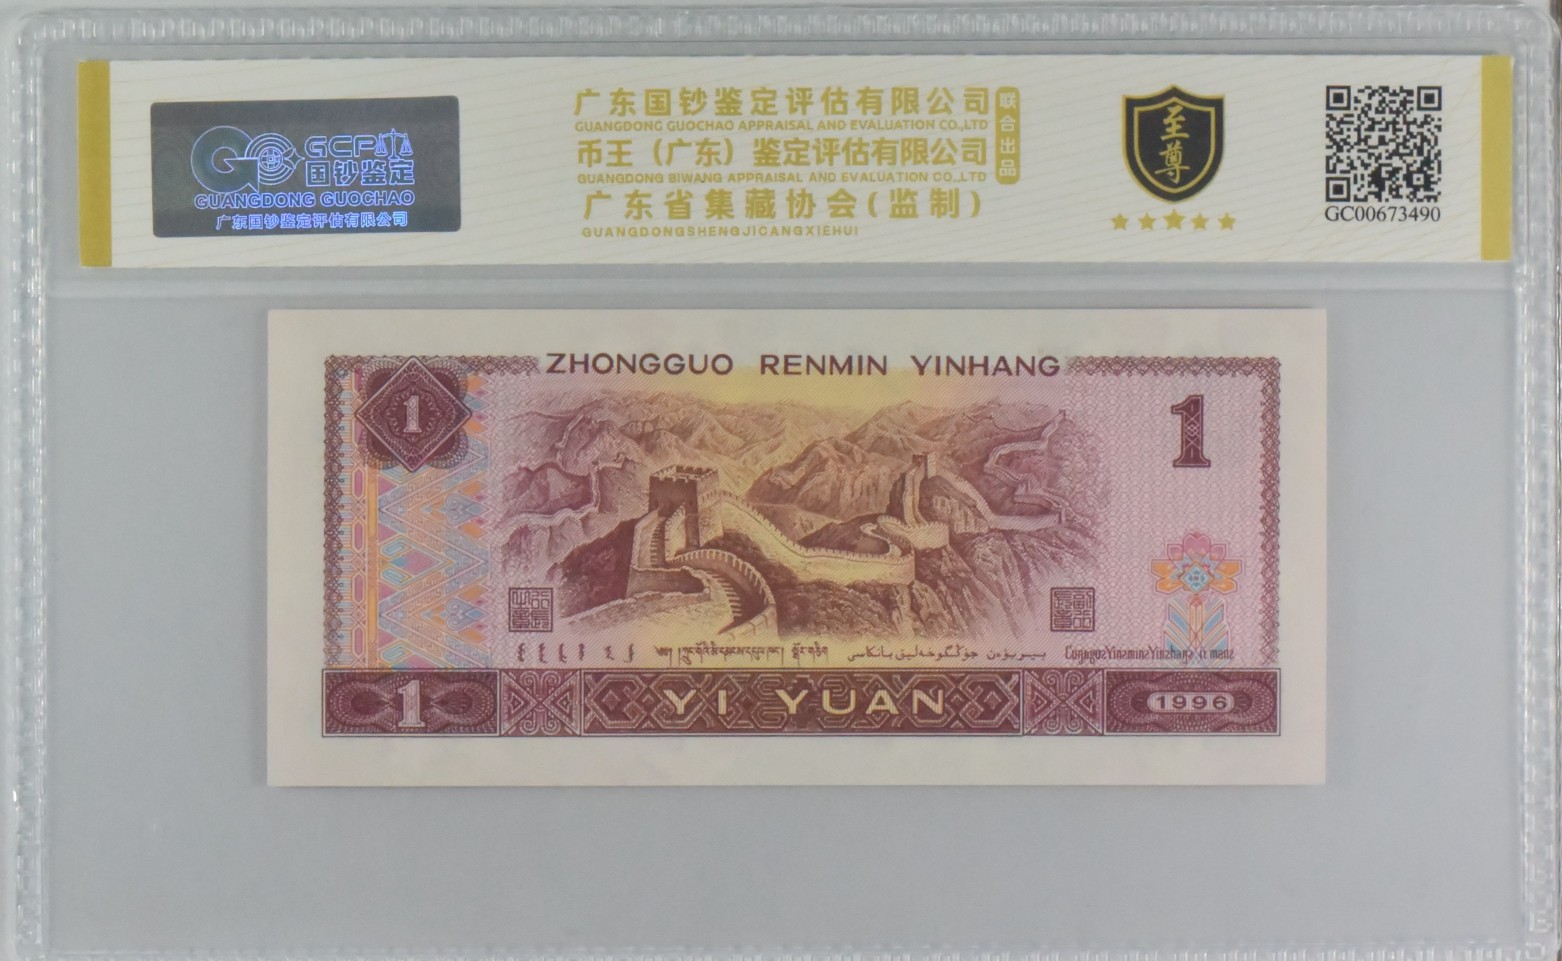 GCP
国钞鉴定
GUANGDONG GUOCHAO
广东国钞鉴定评估有限公司
广东国钞鉴定评估有限公司
GUANGDONG GUOCHAO APPRAISAL AND EVALUATION CO.,LTD
币王（广东）鉴定评估有限公司
GUANGDONG BIWANG APPRAISAL AND EVALUATION CO.,LTD
联合出品
广东省集藏协会(监制)
GUANGDONGSHENGJICANGXIEHUI
至尊
GC00673490
ZHONGGUO RENMIN YINHANG
1
1
1
YI YUAN
1996